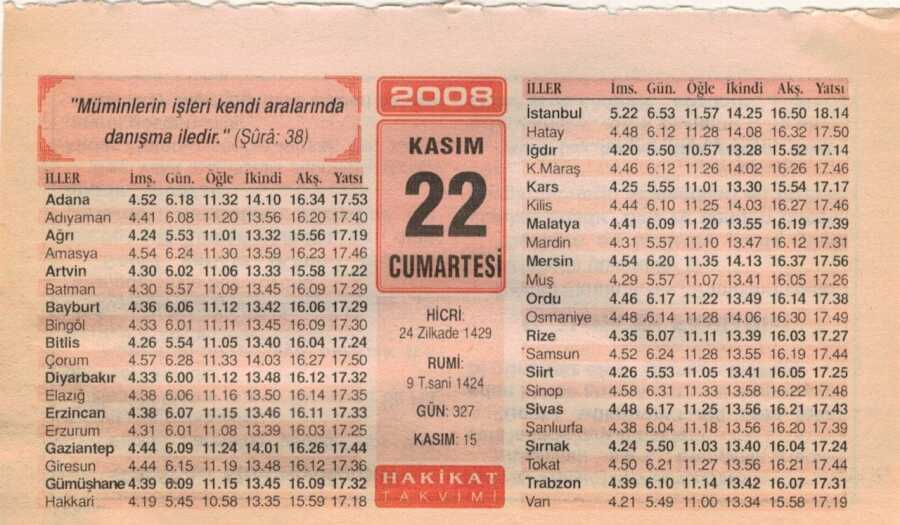 "Müminlerin işleri kendi aralarında
danışma iledir." (Şûrâ: 38)
İLLER İmş. Gün. Öğle İkindi Akş. Yatsı
Adana 4.52 6.18 11.32 14.10 16.34 17.53
Adıyaman 4.41 6.08 11.20 13.56 16.20 17.40
Ağrı 4.24 5.53 11.01 13.32 15.56 17.19
Amasya 4.54 6.24 11.30 13.59 16.23 17.46
Artvin 4.30 6.02 11.06 13.33 15.58 17.22
Batman 4.30 5.57 11.09 13.45 16.09 17.29
Bayburt 4.36 6.06 11.12 13.42 16.06 17.29
Bingöl 4.33 6.01 11.11 13.45 16.09 17.30
Bitlis 4.26 5.54 11.05 13.40 16.04 17.24
Çorum 4.57 6.28 11.33 14.03 16.27 17.50
Diyarbakır 4.33 6.00 11.12 13.48 16.12 17.32
Elazığ 4.38 6.06 11.16 13.50 16.14 17.35
Erzincan 4.38 6.07 11.15 13.46 16.11 17.33
Erzurum 4.31 6.01 11.08 13.39 16.03 17.25
Gaziantep 4.44 6.09 11.24 14.01 16.26 17.44
Giresun 4.44 6.15 11.19 13.48 16.12 17.36
Gümüşhane 4.39 6:09 11.15 13.45 16.09 17.32
Hakkari 4.19 5.45 10.58 13.35 15.59 17.18
2008
KASIM
22
CUMARTESİ
HİCRİ:
24 Zilkade 1429
RUMİ:
9 T.sani 1424
GÜN: 327
KASIM: 15
HAKİKAT
TAKVİMİ
İLLER İms. Gün. Öğle İkindi Akş. Yatsı
İstanbul 5.22 6.53 11.57 14.25 16.50 18.14
Hatay 4.48 6.12 11.28 14.08 16.32 17.50
Iğdır 4.20 5.50 10.57 13.28 15.52 17.14
K.Maraş 4.46 6.12 11.26 14.02 16.26 17.46
Kars 4.25 5.55 11.01 13.30 15.54 17.17
Kilis 4.44 6.10 11.25 14.03 16.27 17.46
Malatya 4.41 6.09 11.20 13.55 16.19 17.39
Mardin 4.31 5.57 11.10 13.47 16.12 17.31
Mersin 4.54 6.20 11.35 14.13 16.37 17.56
Muş 4.29 5.57 11.07 13.41 16.05 17.26
Ordu 4.46 6.17 11.22 13.49 16.14 17.38
Osmaniye 4.48 6.14 11.28 14.06 16.30 17.49
Rize 4.35 6.07 11.11 13.39 16.03 17.27
Samsun 4.52 6.24 11.28 13.55 16.19 17.44
Siirt 4.26 5.53 11.05 13.41 16.05 17.25
Sinop 4.58 6.31 11.33 13.58 16.22 17.48
Sivas 4.48 6.17 11.25 13.56 16.21 17.43
Şanlıurfa 4.38 6.04 11.18 13.56 16.20 17.39
Şırnak 4.24 5.50 11.03 13.40 16.04 17.24
Tokat 4.50 6.21 11.27 13.56 16.21 17.44
Trabzon 4.39 6.10 11.14 13.42 16.07 17.31
Van 4.21 5.49 11.00 13.34 15.58 17.19